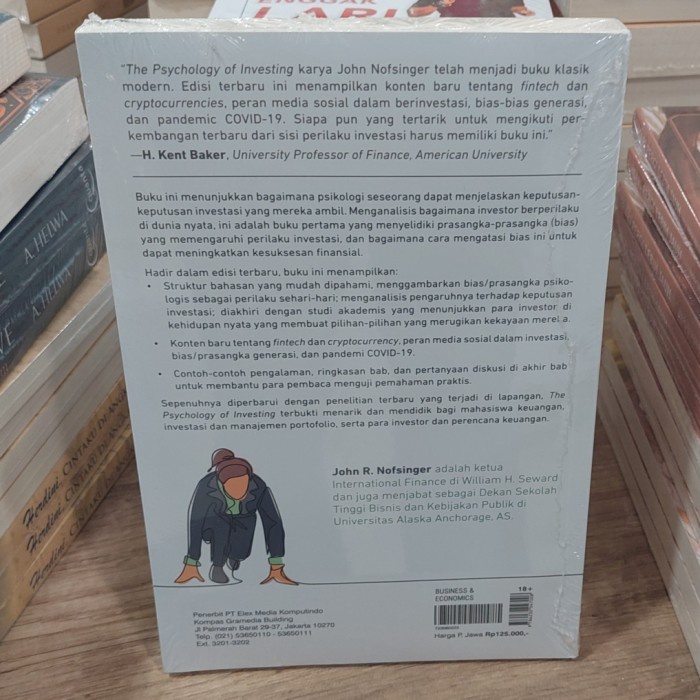 LARI
"The Psychology of Investing karya John Nofsinger telah menjadi buku klasik
modern. Edisi terbaru ini menampilkan konten baru tentang fintech dan
cryptocurrencies, peran media sosial dalam berinvestasi, bias-bias generasi,
dan pandemic COVID-19. Siapa pun yang tertarik untuk mengikuti per-
kembangan terbaru dari sisi perilaku investasi harus memiliki buku ini."
—H. Kent Baker, University Professor of Finance, American University
Buku ini menunjukkan bagaimana psikologi seseorang dapat menjelaskan keputusan-
keputusan investasi yang mereka ambil. Menganalisis bagaimana investor berperilaku
di dunia nyata, ini adalah buku pertama yang menyelidiki prasangka-prasangka (bias)
yang memengaruhi perilaku investasi, dan bagaimana cara mengatasi bias ini untuk
dapat meningkatkan kesuksesan finansial.
Hadir dalam edisi terbaru, buku ini menampilkan:
• Struktur bahasan yang mudah dipahami, menggambarkan bias/prasangka psiko-
logis sebagai perilaku sehari-hari; menganalisis pengaruhnya terhadap keputusan
investasi; diakhiri dengan studi akademis yang menunjukkan para investor di
kehidupan nyata yang membuat pilihan-pilihan yang merugikan kekayaan mereka.
• Konten baru tentang fintech dan cryptocurrency, peran media sosial dalam investasi,
bias/prasangka generasi, dan pandemi COVID-19.
• Contoh-contoh pengalaman, ringkasan bab, dan pertanyaan diskusi di akhir bab
untuk membantu para pembaca menguji pemahaman praktis.
Sepenuhnya diperbarui dengan penelitian terbaru yang terjadi di lapangan, The
Psychology of Investing terbukti menarik dan mendidik bagi mahasiswa keuangan,
investasi dan manajemen portofolio, serta para investor dan perencana keuangan.
John R. Nofsinger adalah ketua
International Finance di William H. Seward
dan juga menjabat sebagai Dekan Sekolah
Tinggi Bisnis dan Kebijakan Publik di
Universitas Alaska Anchorage, AS.
Penerbit PT Elex Media Komputindo
Kompas Gramedia Building
Jl Palmerah Barat 29-37, Jakarta 10270
Telp. (021) 53650110 - 53650111
Ext. 3201-3202
BUSINESS &
ECONOMICS
18+
Harga P. Jawa Rp125.000,-
A. HELWA
A. HELWA